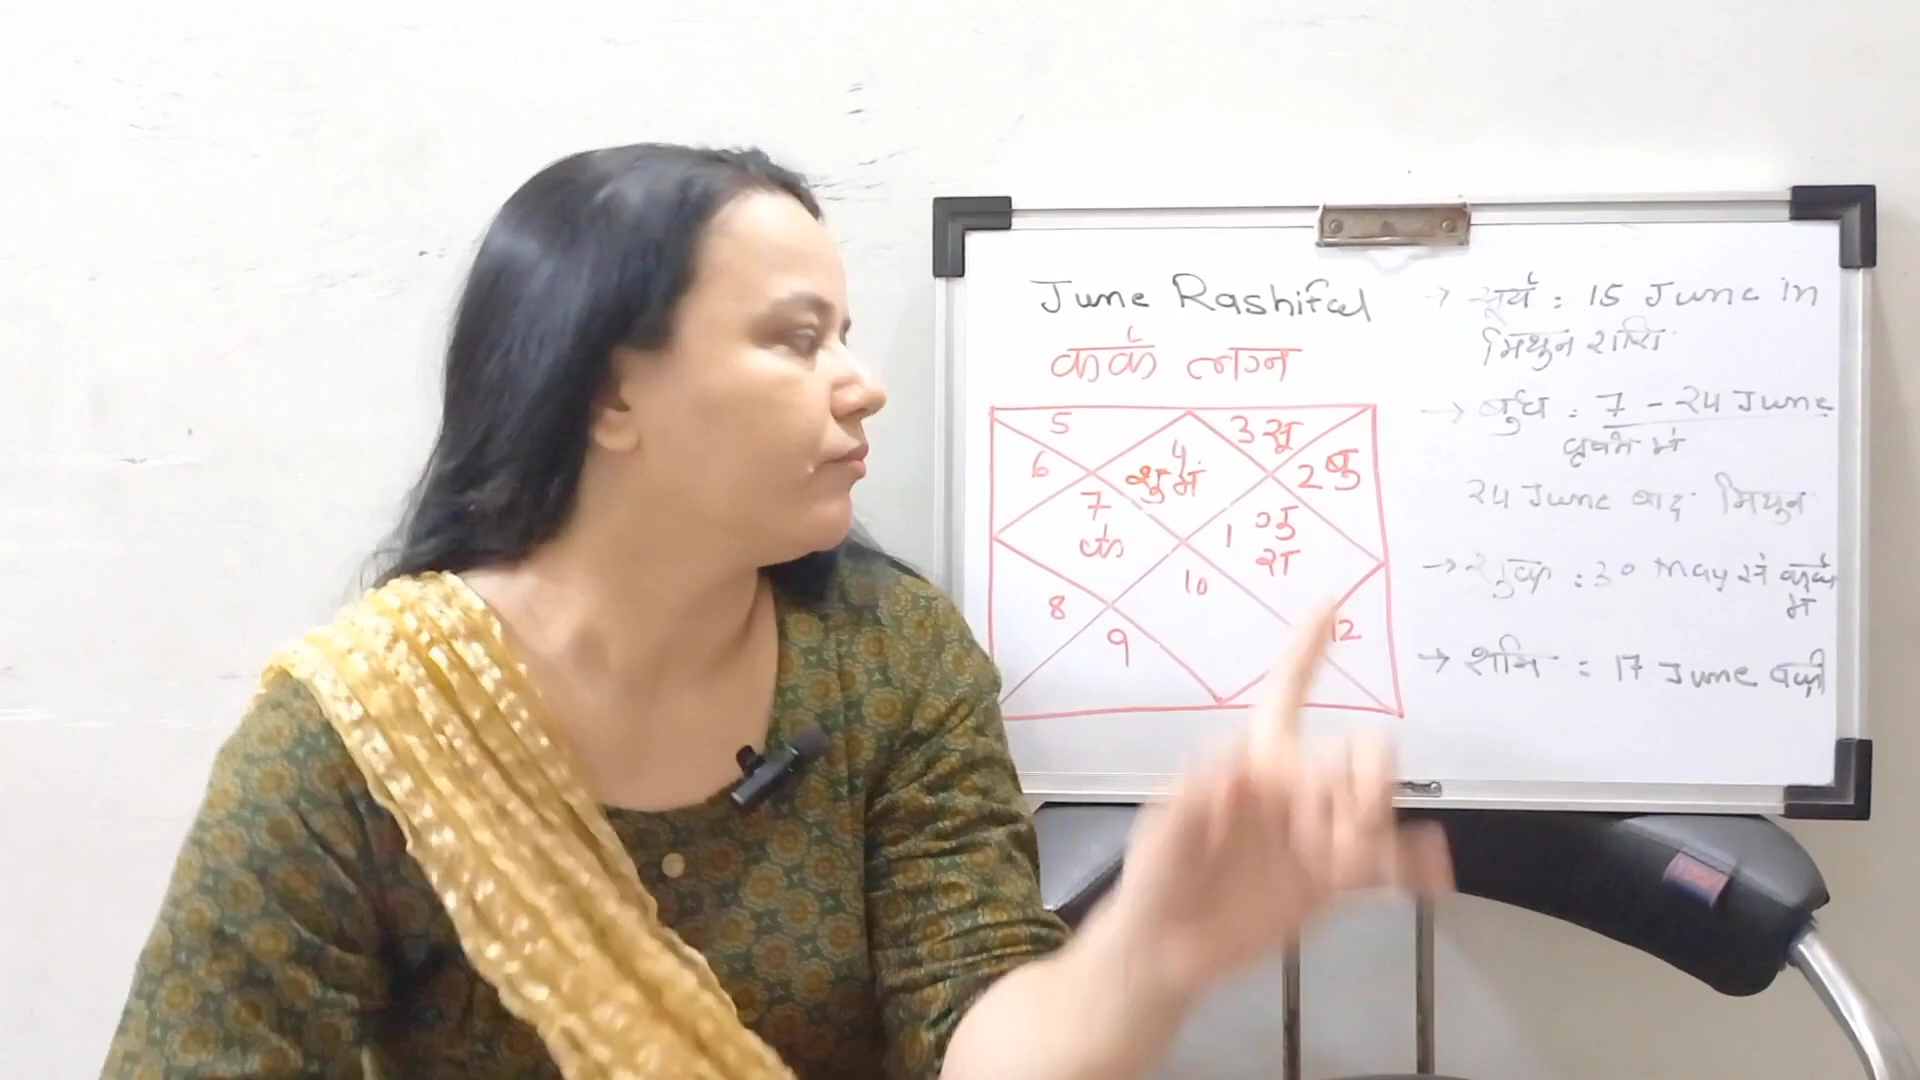 June Rashifal
कर्क लग्न
5
3 सू
6
4
शु मं
2 बु
7
के
1 गु
रा
10
8
9
12
→ सूर्य : 15 June in
मिथुन राशि
→ बुध : 7 - 24 June
वृषभ में
24 June बाद मिथुन
→ शुक्र : 30 May से कर्क
में
→ शनि : 17 June वक्री